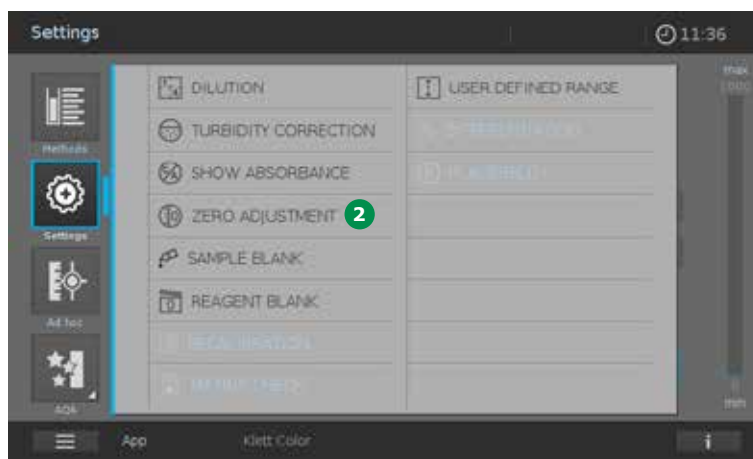 Settings
11:36
DILUTION
TURBIDITY CORRECTION
SHOW ABSORBANCE
ZERO ADJUSTMENT 2
SAMPLE BLANK
REAGENT BLANK
USER DEFINED RANGE
Methods
Settings
Ad hoc
AQA
max
min
App
Klett Color
i